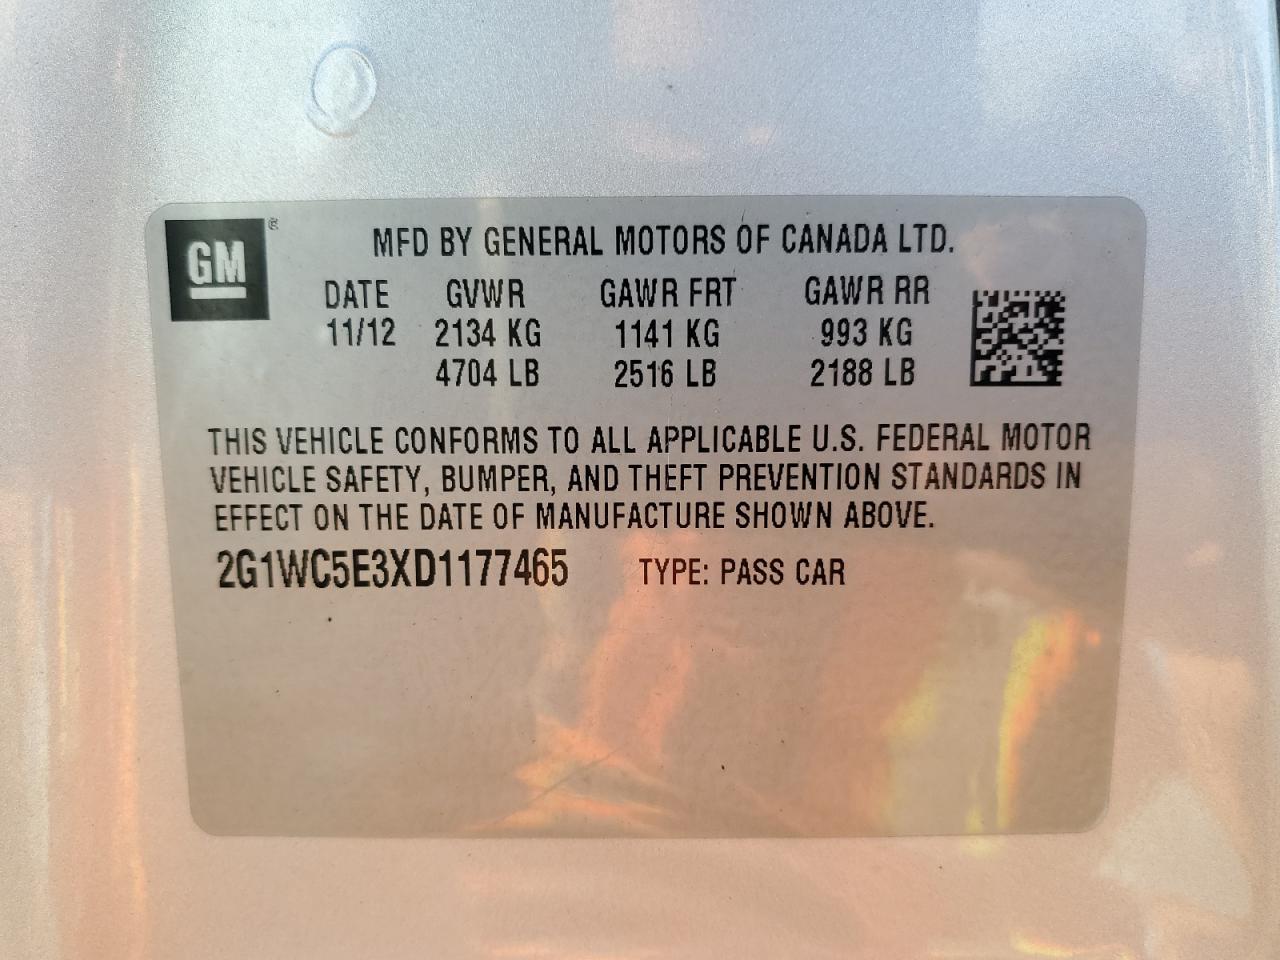 GM ®
MFD BY GENERAL MOTORS OF CANADA LTD.
DATE GVWR GAWR FRT GAWR RR
11/12 2134 KG 1141 KG 993 KG
4704 LB 2516 LB 2188 LB
THIS VEHICLE CONFORMS TO ALL APPLICABLE U.S. FEDERAL MOTOR
VEHICLE SAFETY, BUMPER, AND THEFT PREVENTION STANDARDS IN
EFFECT ON THE DATE OF MANUFACTURE SHOWN ABOVE.
2G1WC5E3XD1177465 TYPE: PASS CAR